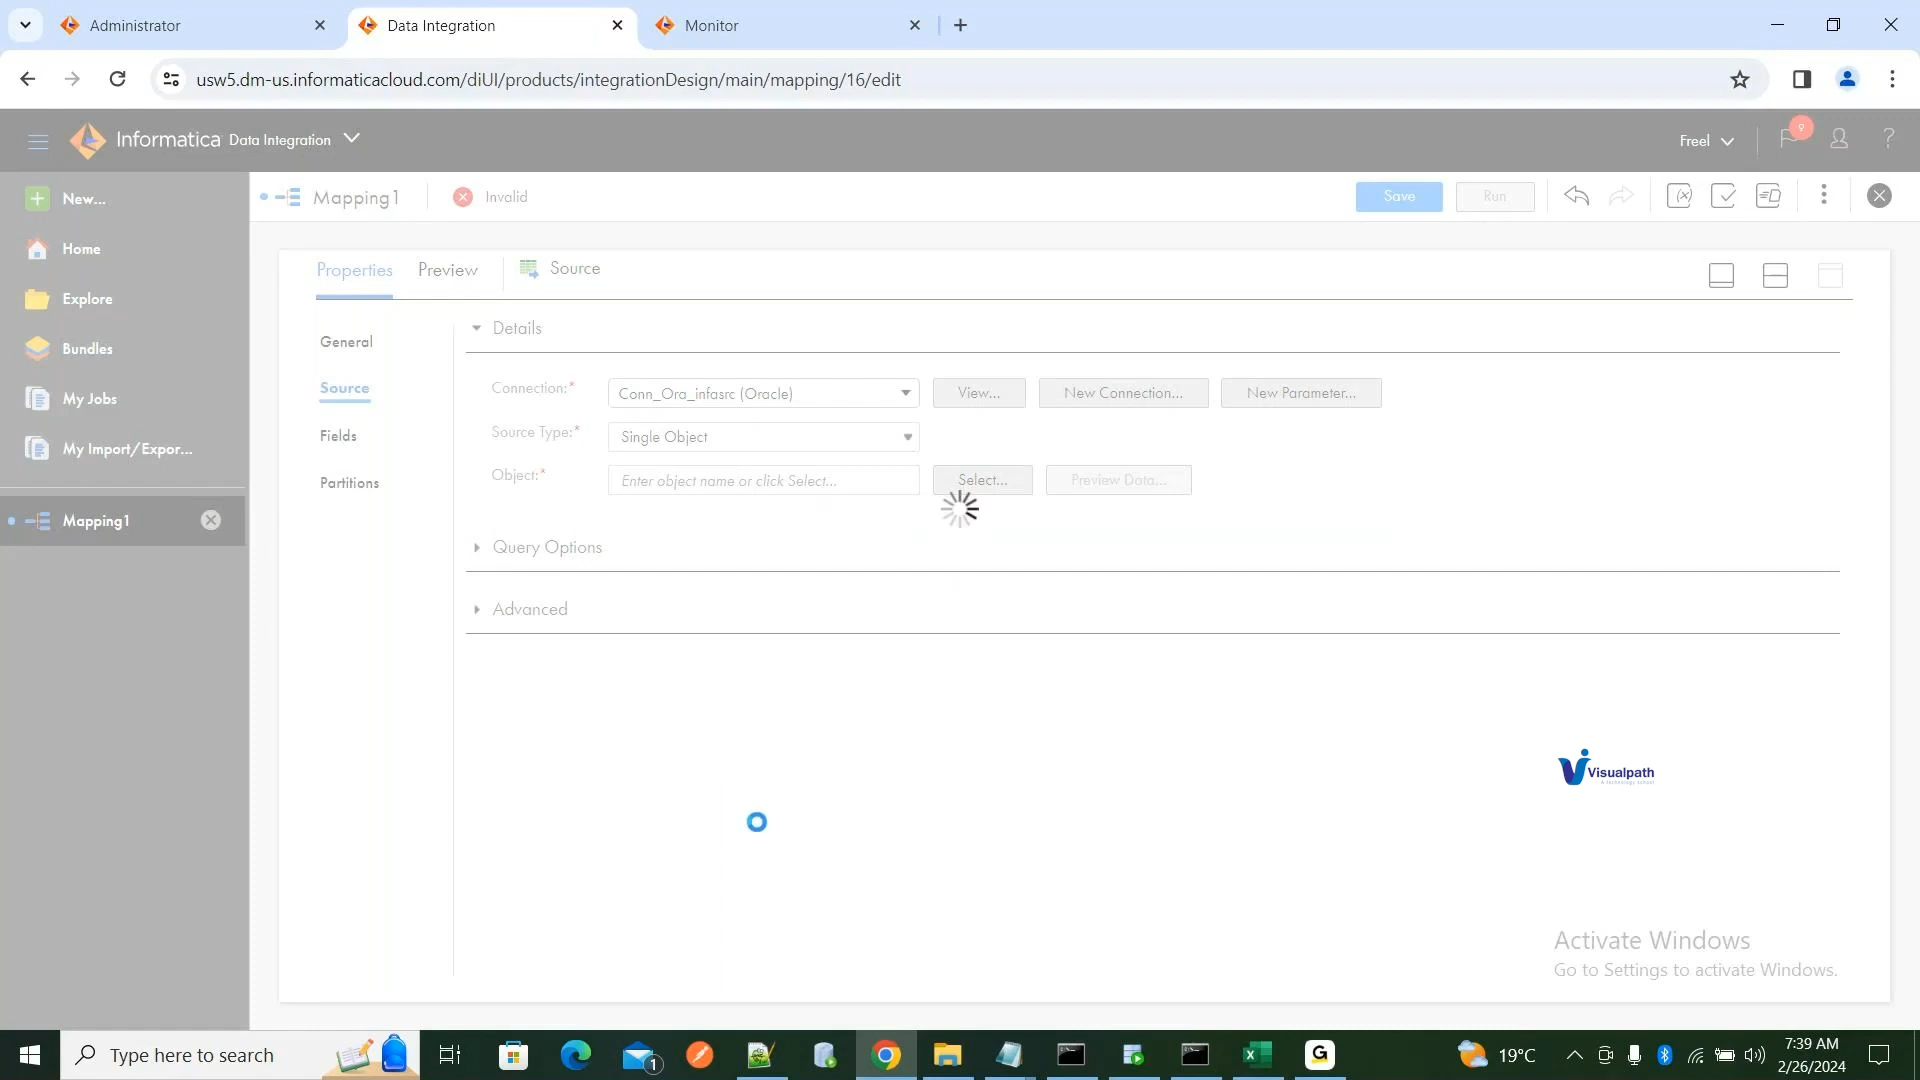 Administrator
Data Integration
Monitor
usw5.dm-us.informaticacloud.com/diUI/products/integrationDesign/main/mapping/16/edit
Informatica Data Integration
Freel
9
?
New...
Mapping1
Invalid
Save
Run
Home
Explore
Bundles
My Jobs
My Import/Expor...
Mapping1
Properties
Preview
Source
General
Source
Fields
Partitions
Details
Connection:*
Conn_Ora_infasrc (Oracle)
View...
New Connection...
New Parameter...
Source Type:*
Single Object
Object:*
Enter object name or click Select...
Select...
Preview Data...
Query Options
Advanced
Visualpath
Activate Windows
Go to Settings to activate Windows.
Type here to search
1
G
19°C
7:39 AM
2/26/2024